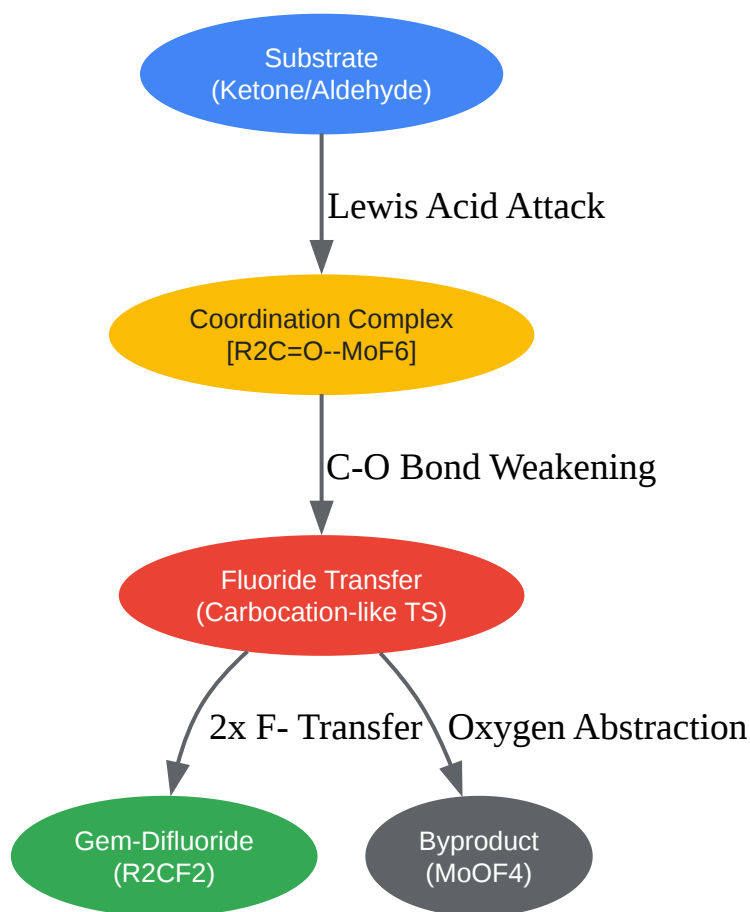 Substrate
(Ketone/Aldehyde)
Lewis Acid Attack
Coordination Complex
[R2C=O--MoF6]
C-O Bond Weakening
Fluoride Transfer
(Carbocation-like TS)
2x F- Transfer
Oxygen Abstraction
Gem-Difluoride
(R2CF2)
Byproduct
(MoOF4)